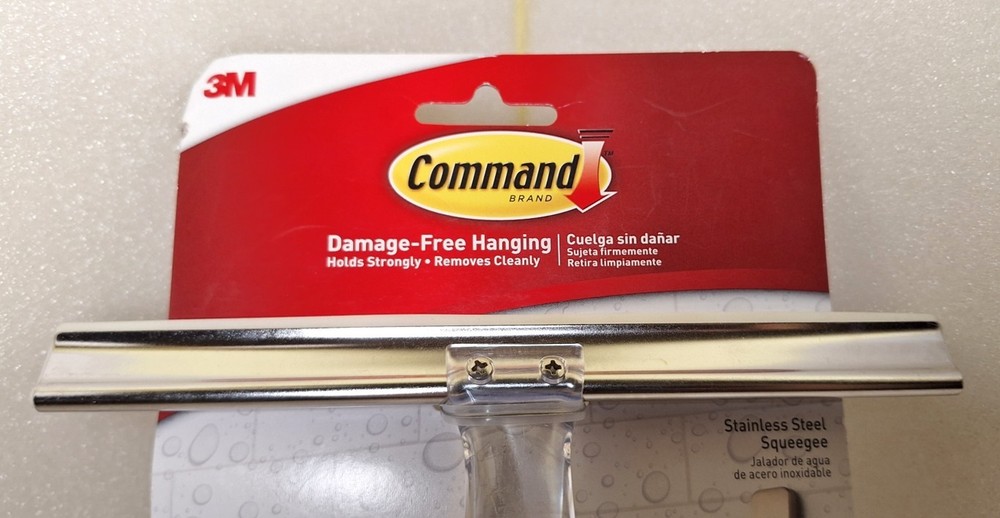 3M
Command™
BRAND
Damage-Free Hanging
Holds Strongly • Removes Cleanly
Cuelga sin dañar
Sujeta firmemente
Retira limpiamente
Stainless Steel
Squeegee
Jalador de agua
de acero inoxidable